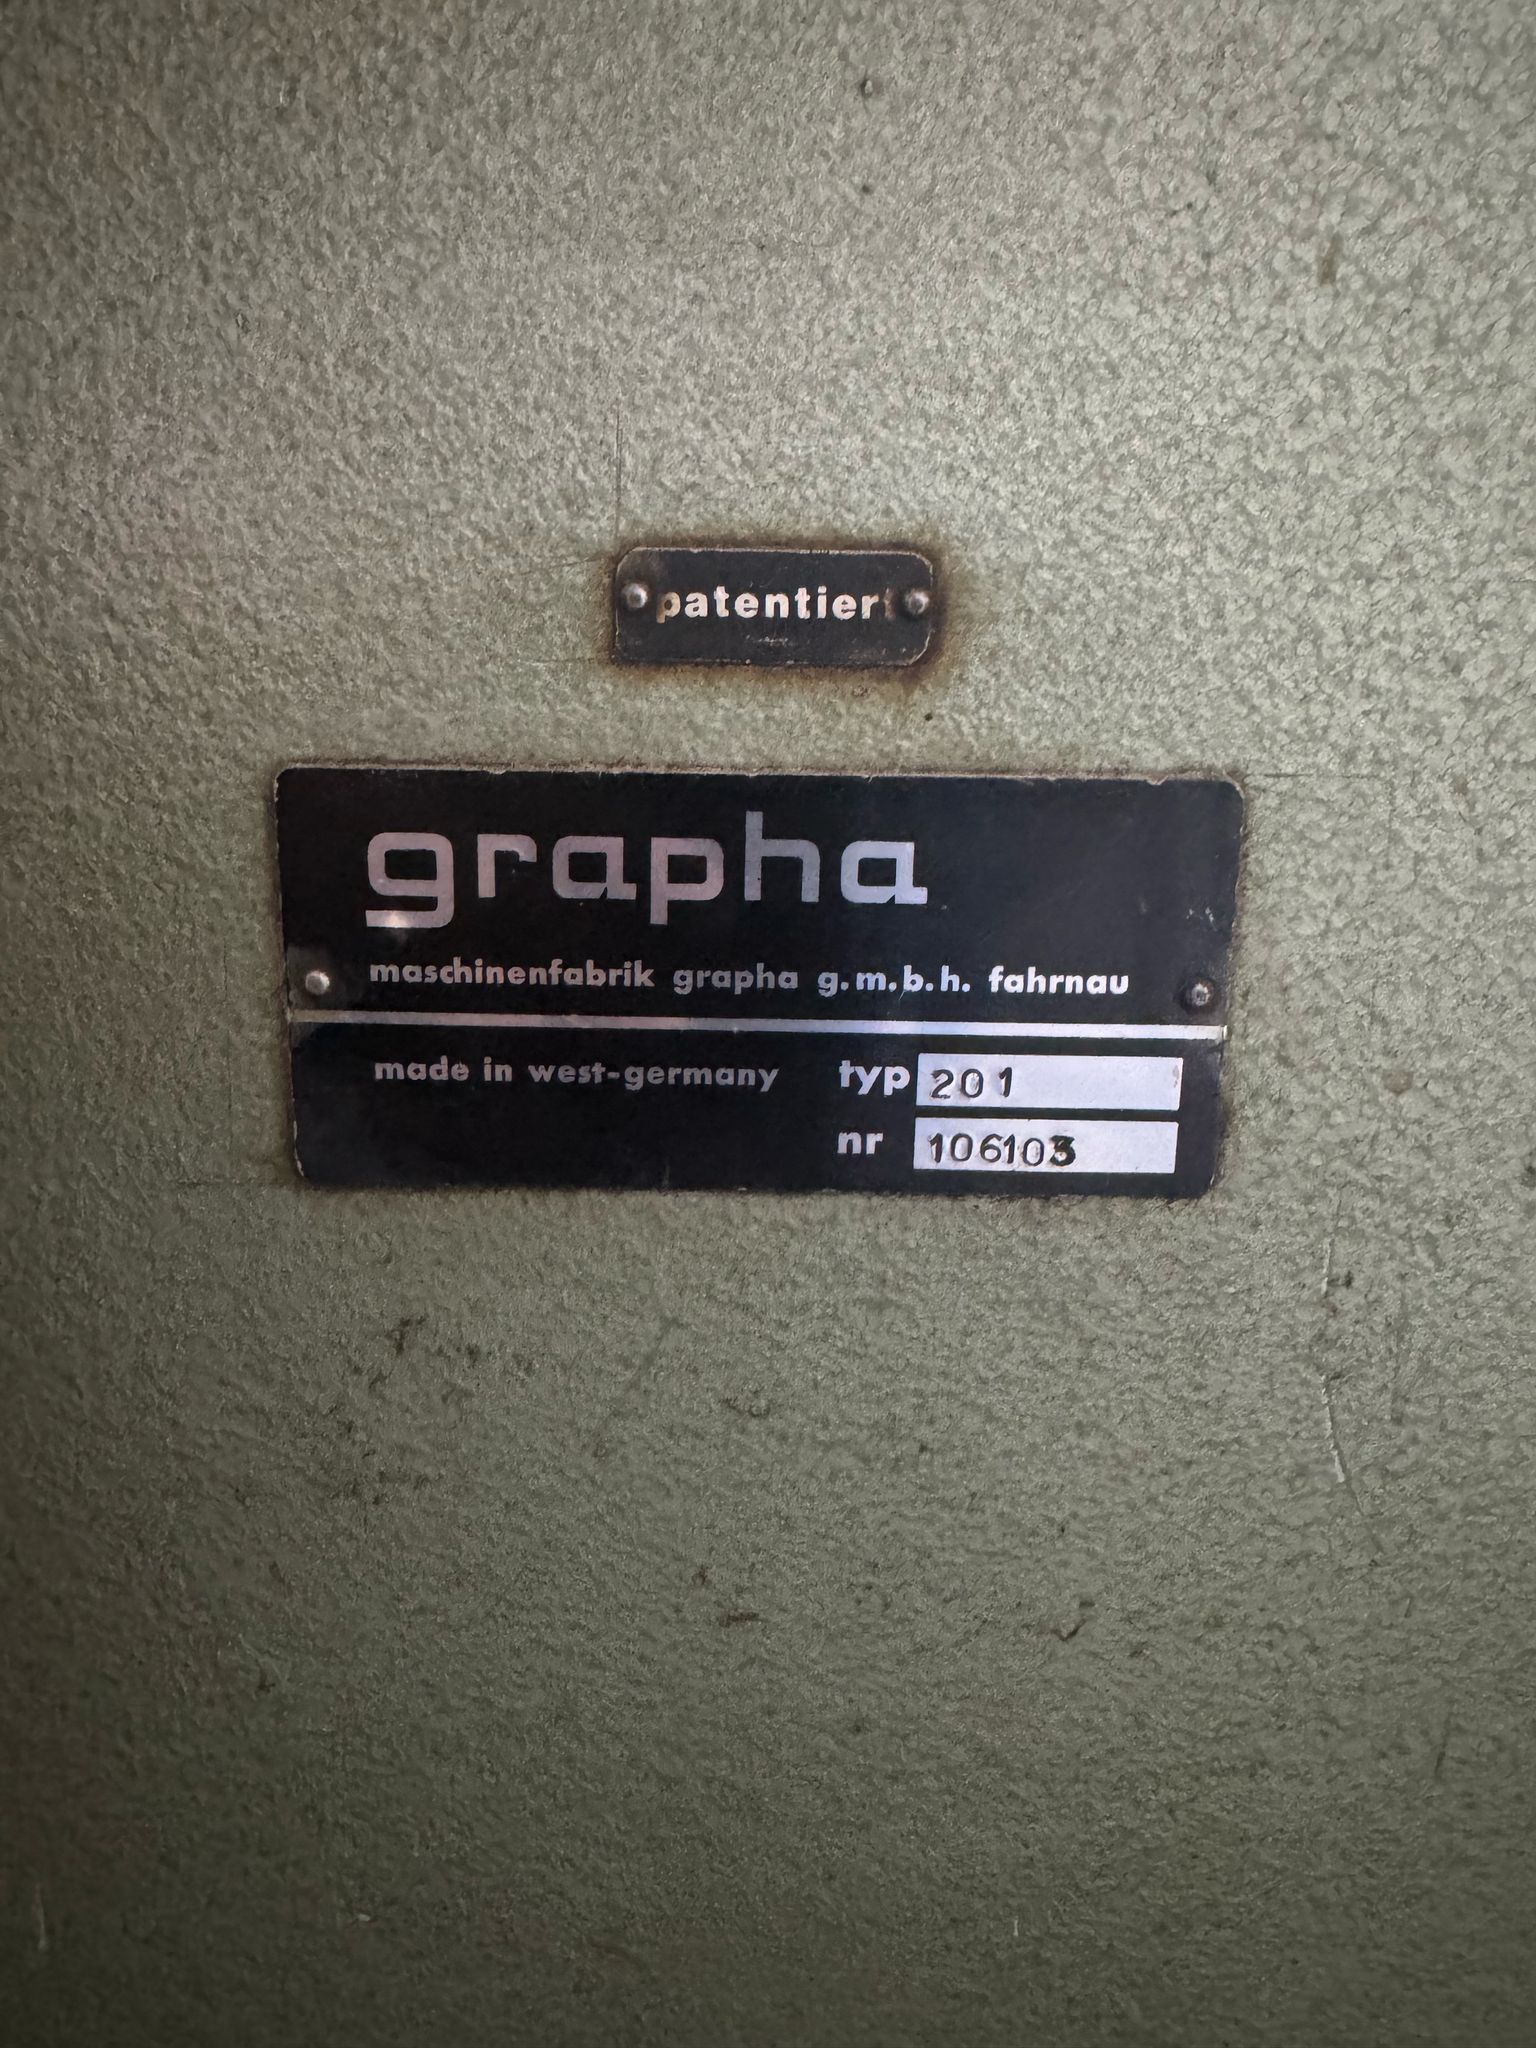 patentiert
grapha
maschinenfabrik grapha g.m.b.h. fahrnau
made in west-germany typ 201
nr 106103